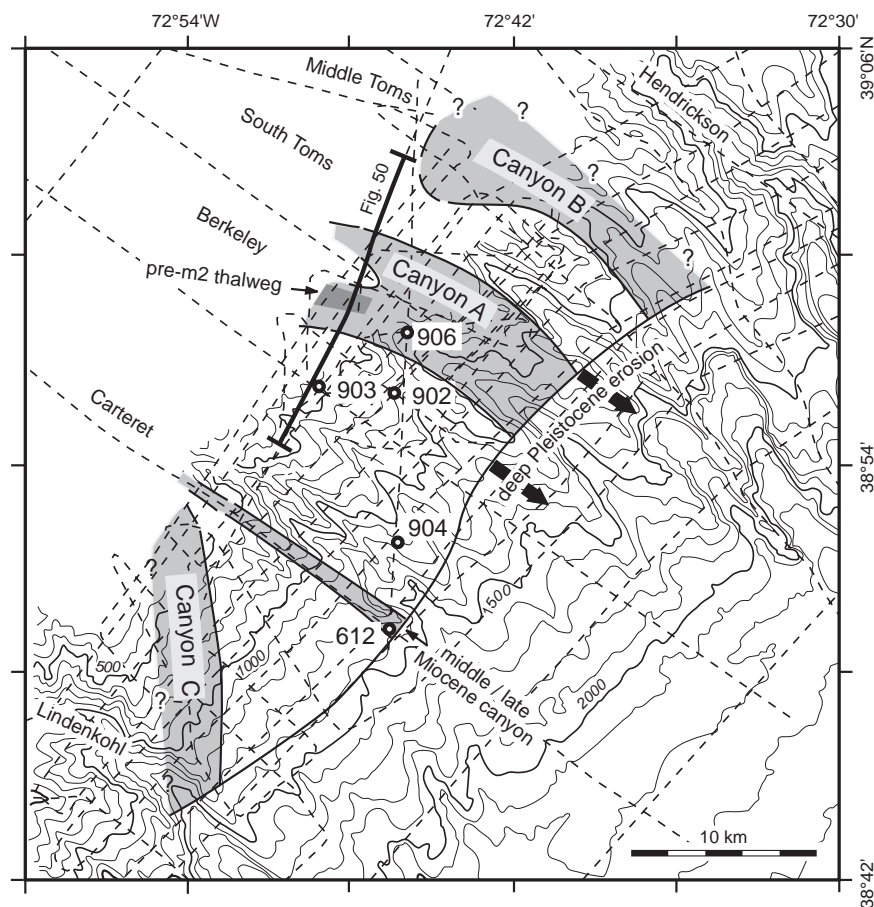 72°54'W
72°42'
72°30'
39°06'N
Middle Toms
?
?
Hendrickson
South Toms
Canyon B
?
Fig. 50
Berkeley
?
pre-m2 thalweg
Canyon A
906
903
902
deep Pleistocene erosion
Carteret
38°54'
904
1500
?
Canyon C
612
middle / late
Miocene canyon
500
1000
2000
?
Lindenkohl
?
10 km
38°42'